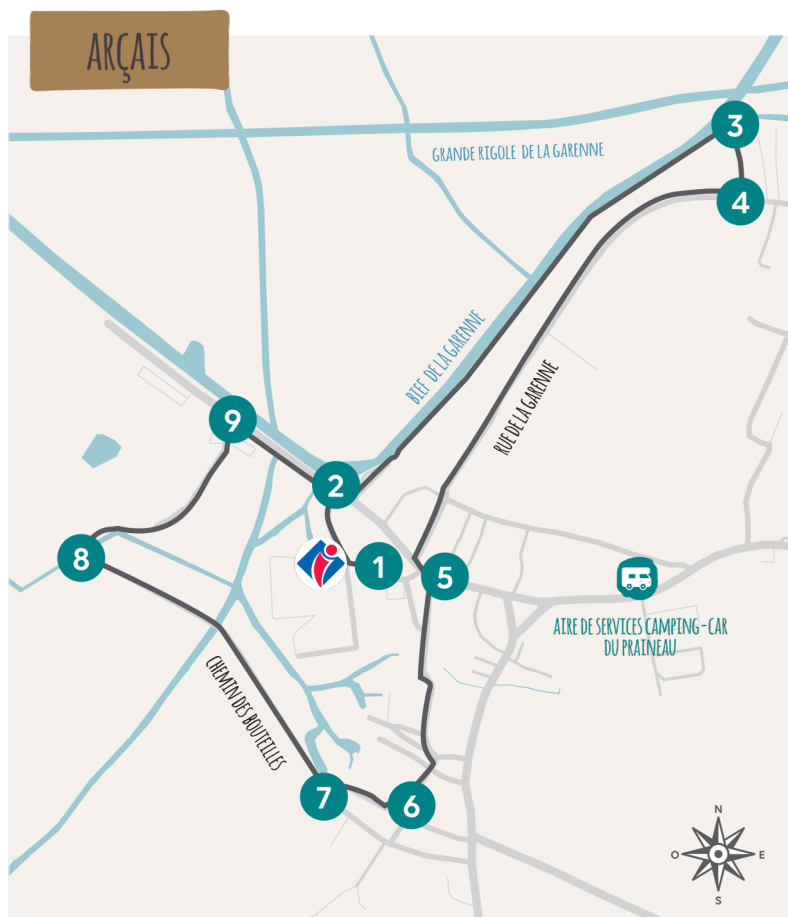 ARÇAIS
3
GRANDE RIGOLE DE LA GARENNE
4
BIEF DE LA GARENNE
RUE DE LA GARENNE
9
2
8
1
5
AIRE DE SERVICES CAMPING-CAR
DU PRAINEAU
CHEMIN DES BOUTEILLES
7
6
N
O
E
S